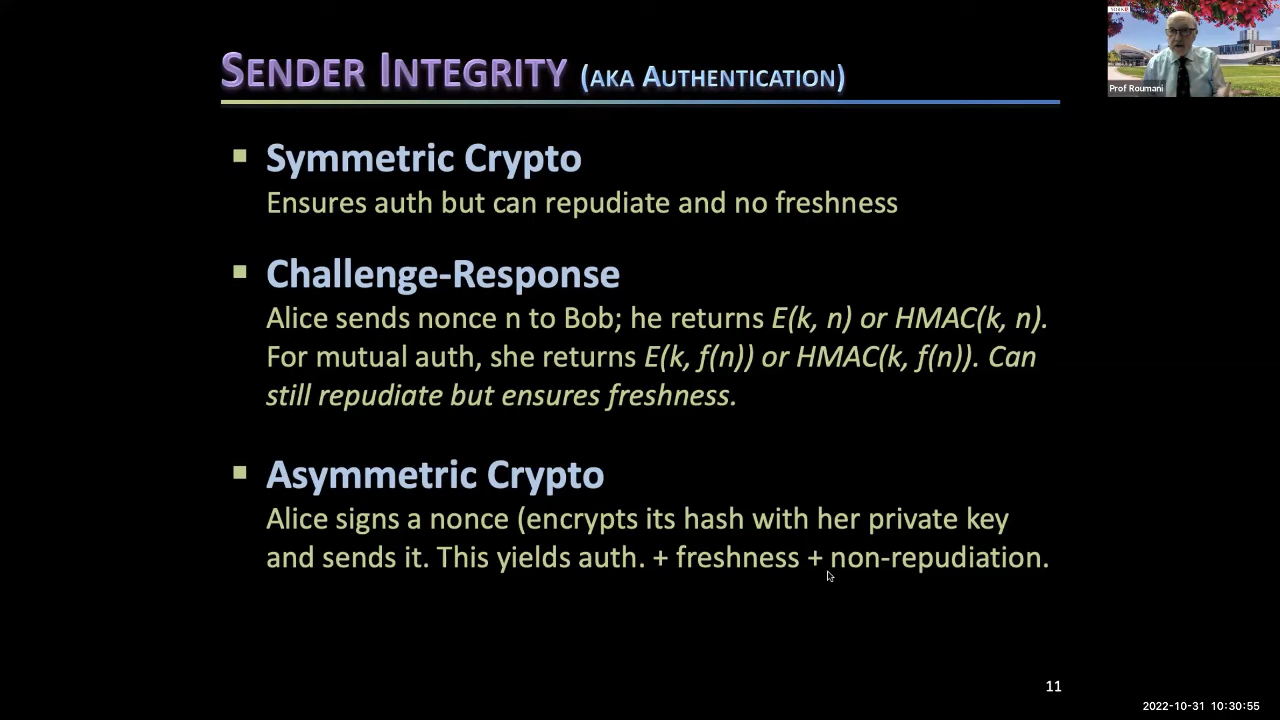 SENDER INTEGRITY (AKA AUTHENTICATION)
YORK U
Prof Roumani
▪ Symmetric Crypto
Ensures auth but can repudiate and no freshness
▪ Challenge-Response
Alice sends nonce n to Bob; he returns E(k, n) or HMAC(k, n).
For mutual auth, she returns E(k, f(n)) or HMAC(k, f(n)). Can
still repudiate but ensures freshness.
▪ Asymmetric Crypto
Alice signs a nonce (encrypts its hash with her private key
and sends it. This yields auth. + freshness + non-repudiation.
11
2022-10-31 10:30:55